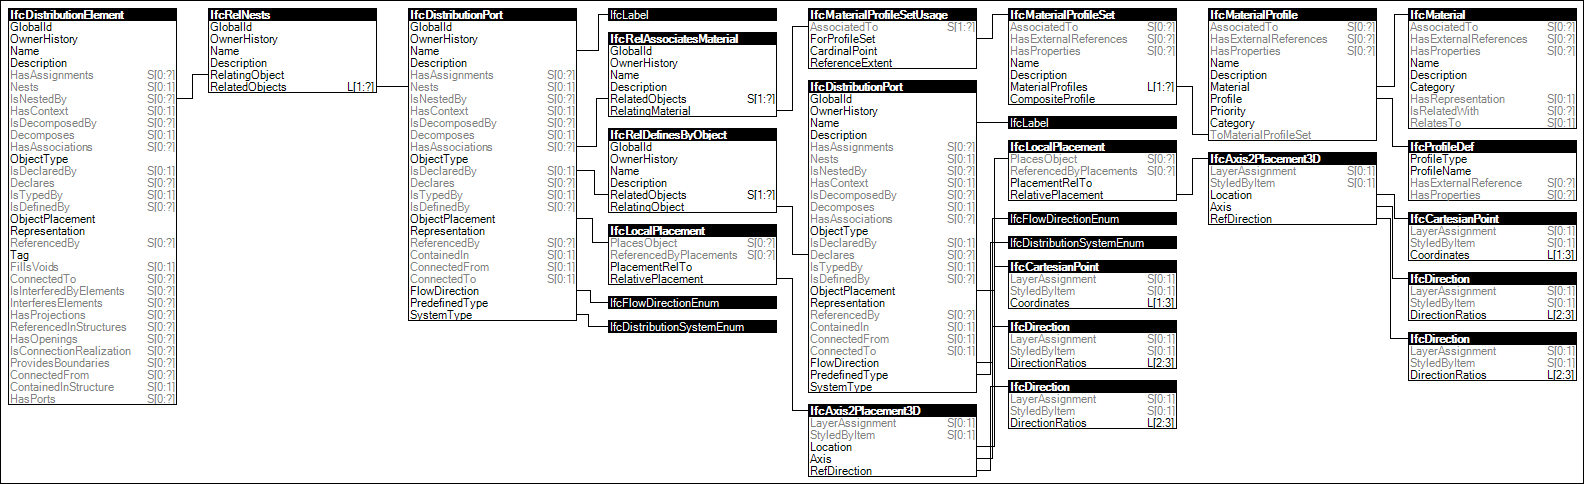 IfcDistributionElement
GlobalId
OwnerHistory
Name
Description
HasAssignments S[0:?]
Nests S[0:1]
IsNestedBy S[0:?]
HasContext S[0:1]
IsDecomposedBy S[0:?]
Decomposes S[0:1]
HasAssociations S[0:?]
ObjectType
IsDeclaredBy S[0:1]
Declares S[0:?]
IsTypedBy S[0:1]
IsDefinedBy S[0:?]
ObjectPlacement
Representation
ReferencedBy S[0:?]
Tag
FillsVoids S[0:1]
ConnectedTo S[0:?]
IsInterferedByElements S[0:?]
InterferesElements S[0:?]
HasProjections S[0:?]
ReferencedInStructures S[0:?]
HasOpenings S[0:?]
IsConnectionRealization S[0:?]
ProvidesBoundaries S[0:?]
ConnectedFrom S[0:?]
ContainedInStructure S[0:1]
HasPorts S[0:?]
IfcRelNests
GlobalId
OwnerHistory
Name
Description
RelatingObject
RelatedObjects L[1:?]
IfcDistributionPort
GlobalId
OwnerHistory
Name
Description
HasAssignments S[0:?]
Nests S[0:1]
IsNestedBy S[0:?]
HasContext S[0:1]
IsDecomposedBy S[0:?]
Decomposes S[0:1]
HasAssociations S[0:?]
ObjectType
IsDeclaredBy S[0:1]
Declares S[0:?]
IsTypedBy S[0:1]
IsDefinedBy S[0:?]
ObjectPlacement
Representation
ReferencedBy S[0:?]
ContainedIn S[0:1]
ConnectedFrom S[0:1]
ConnectedTo S[0:1]
FlowDirection
PredefinedType
SystemType
IfcLabel
IfcRelAssociatesMaterial
GlobalId
OwnerHistory
Name
Description
RelatedObjects S[1:?]
RelatingMaterial
IfcRelDefinesByObject
GlobalId
OwnerHistory
Name
Description
RelatedObjects S[1:?]
RelatingObject
IfcLocalPlacement
PlacesObject S[0:?]
ReferencedByPlacements S[0:?]
PlacementRelTo
RelativePlacement
IfcFlowDirectionEnum
IfcDistributionSystemEnum
IfcMaterialProfileSetUsage
AssociatedTo S[1:?]
ForProfileSet
CardinalPoint
ReferenceExtent
IfcDistributionPort
GlobalId
OwnerHistory
Name
Description
HasAssignments S[0:?]
Nests S[0:1]
IsNestedBy S[0:?]
HasContext S[0:1]
IsDecomposedBy S[0:?]
Decomposes S[0:1]
HasAssociations S[0:?]
ObjectType
IsDeclaredBy S[0:1]
Declares S[0:?]
IsTypedBy S[0:1]
IsDefinedBy S[0:?]
ObjectPlacement
Representation
ReferencedBy S[0:?]
ContainedIn S[0:1]
ConnectedFrom S[0:1]
ConnectedTo S[0:1]
FlowDirection
PredefinedType
SystemType
IfcAxis2Placement3D
LayerAssignment S[0:1]
StyledByItem S[0:1]
Location
Axis
RefDirection
IfcMaterialProfileSet
AssociatedTo S[0:?]
HasExternalReferences S[0:?]
HasProperties S[0:?]
Name
Description
MaterialProfiles L[1:?]
CompositeProfile
IfcLabel
IfcLocalPlacement
PlacesObject S[0:?]
ReferencedByPlacements S[0:?]
PlacementRelTo
RelativePlacement
IfcFlowDirectionEnum
IfcDistributionSystemEnum
IfcCartesianPoint
LayerAssignment S[0:1]
StyledByItem S[0:1]
Coordinates L[1:3]
IfcDirection
LayerAssignment S[0:1]
StyledByItem S[0:1]
DirectionRatios L[2:3]
IfcDirection
LayerAssignment S[0:1]
StyledByItem S[0:1]
DirectionRatios L[2:3]
IfcMaterialProfile
AssociatedTo S[0:?]
HasExternalReferences S[0:?]
HasProperties S[0:?]
Name
Description
Material
Profile
Priority
Category
ToMaterialProfileSet
IfcAxis2Placement3D
LayerAssignment S[0:1]
StyledByItem S[0:1]
Location
Axis
RefDirection
IfcMaterial
AssociatedTo S[0:?]
HasExternalReferences S[0:?]
HasProperties S[0:?]
Name
Description
Category
HasRepresentation S[0:1]
IsRelatedWith S[0:?]
RelatesTo S[0:1]
IfcProfileDef
ProfileType
ProfileName
HasExternalReference S[0:?]
HasProperties S[0:?]
IfcCartesianPoint
LayerAssignment S[0:1]
StyledByItem S[0:1]
Coordinates L[1:3]
IfcDirection
LayerAssignment S[0:1]
StyledByItem S[0:1]
DirectionRatios L[2:3]
IfcDirection
LayerAssignment S[0:1]
StyledByItem S[0:1]
DirectionRatios L[2:3]